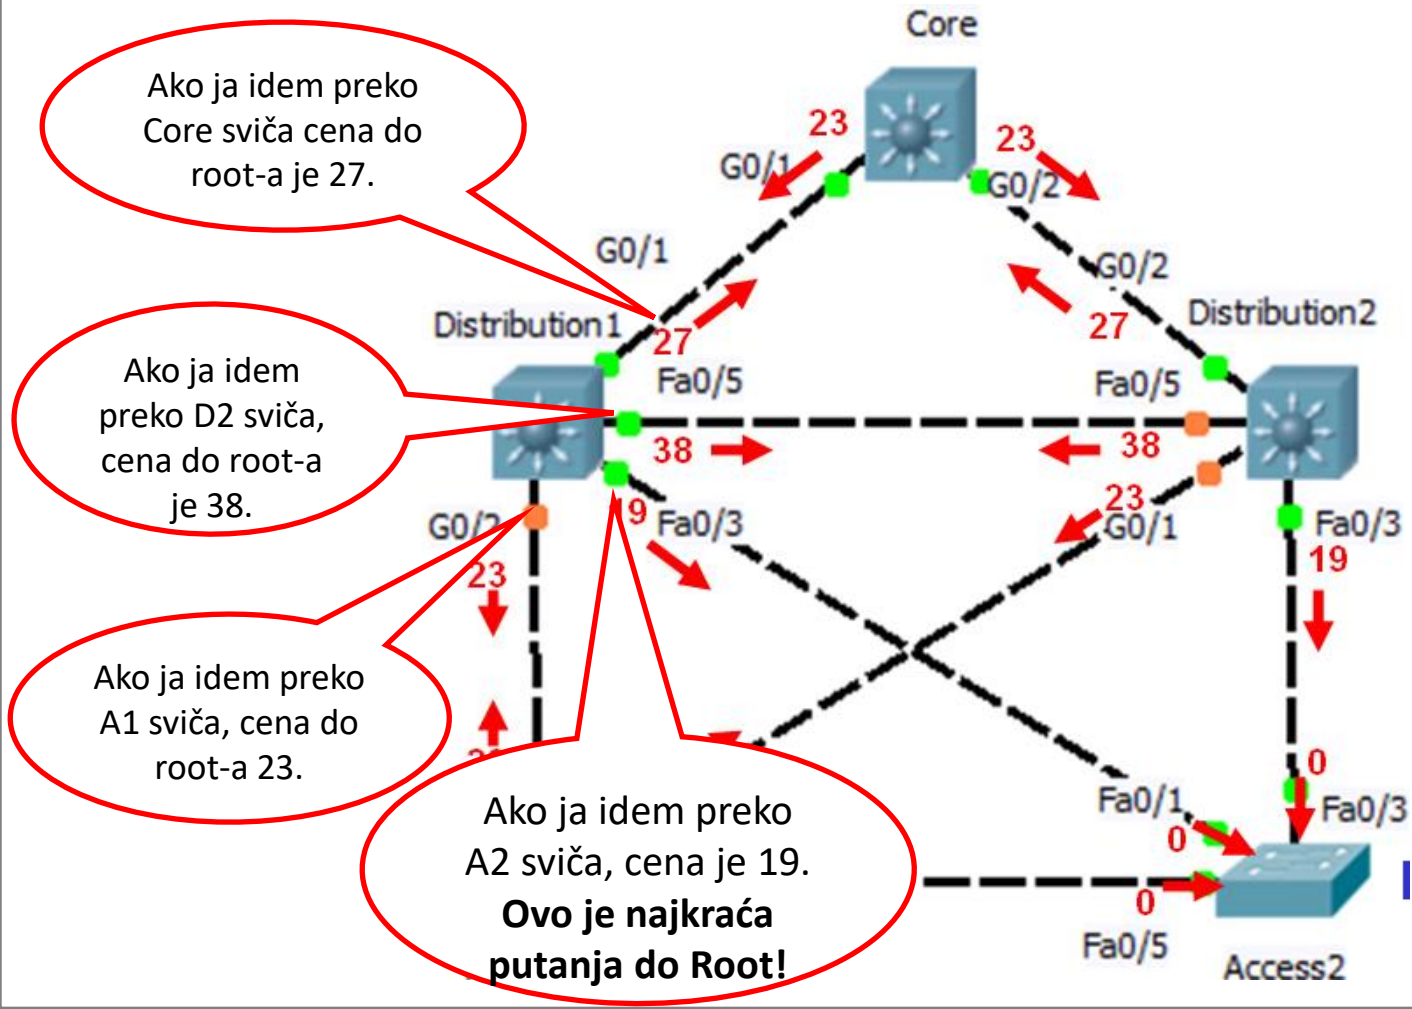 Core
Ako ja idem preko
Core sviča cena do
root-a je 27.
23
23
G0/1
G0/2
G0/1
G0/2
Distribution1
27
27
Distribution2
Ako ja idem
preko D2 sviča,
cena do root-a
je 38.
Fa0/5
Fa0/5
38
38
G0/2
19
Fa0/3
23
G0/1
Fa0/3
23
19
Ako ja idem preko
A1 sviča, cena do
root-a 23.
0
Ako ja idem preko
A2 sviča, cena je 19.
Ovo je najkraća
putanja do Root!
Fa0/1
Fa0/3
0
0
Fa0/5
Access2